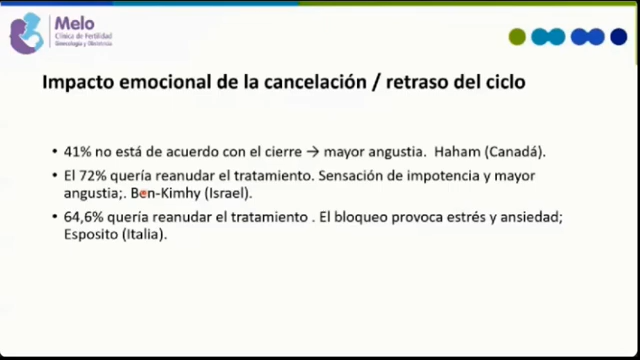 Melo
Clínica de Fertilidad
Ginecología y Obstetricia
Impacto emocional de la cancelación / retraso del ciclo
• 41% no está de acuerdo con el cierre → mayor angustia. Haham (Canadá).
• El 72% quería reanudar el tratamiento. Sensación de impotencia y mayor
angustia;. Ben-Kimhy (Israel).
• 64,6% quería reanudar el tratamiento . El bloqueo provoca estrés y ansiedad;
Esposito (Italia).